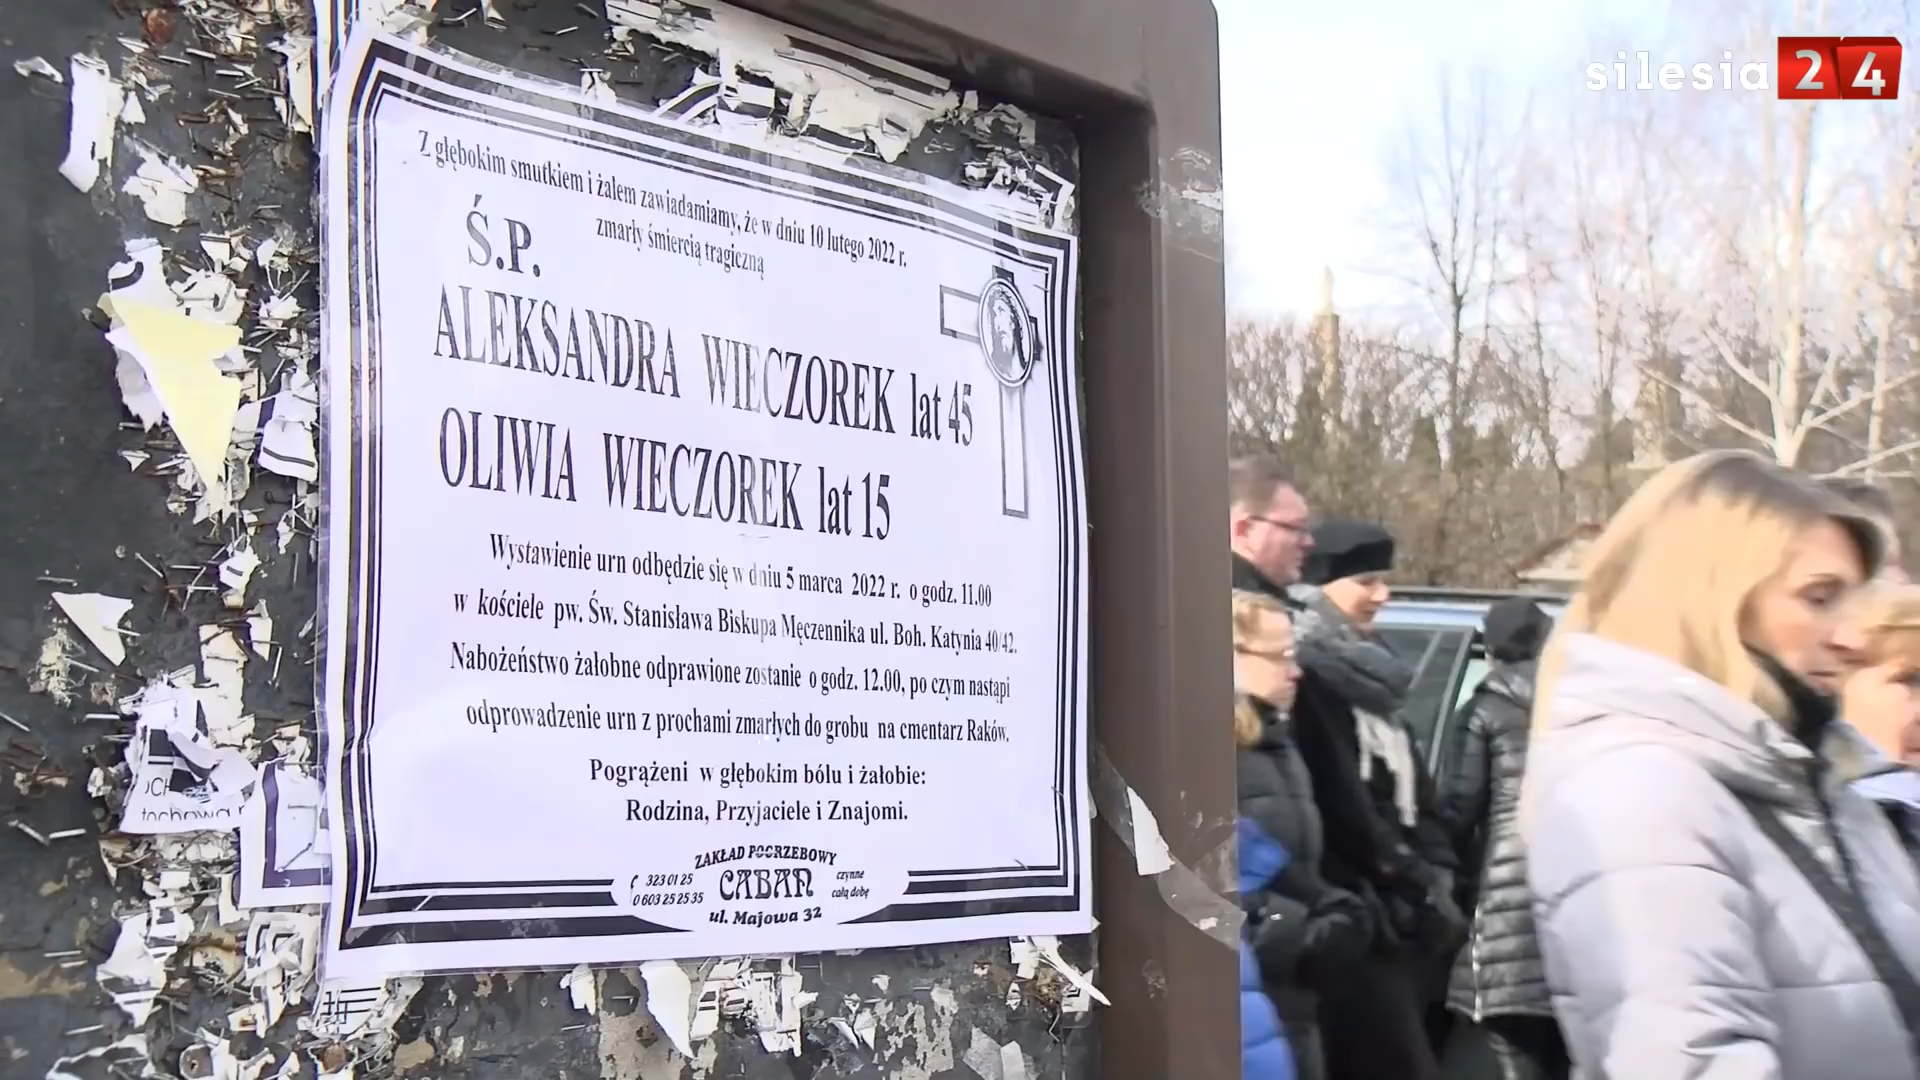 silesia 24
Z głębokim smutkiem i żalem zawiadamiamy, że w dniu 10 lutego 2022 r.
zmarły śmiercią tragiczną
Ś.P.
ALEKSANDRA WIECZOREK lat 45
OLIWIA WIECZOREK lat 15
Wystawienie urn odbędzie się w dniu 5 marca 2022 r. o godz. 11.00
w kościele pw. Św. Stanisława Biskupa Męczennika ul. Boh. Katynia 40/42.
Nabożeństwo żałobne odprawione zostanie o godz. 12.00, po czym nastąpi
odprowadzenie urn z prochami zmarłych do grobu na cmentarz Raków.
Pogrążeni w głębokim bólu i żałobie:
Rodzina, Przyjaciele i Znajomi.
ZAKŁAD POGRZEBOWY
323 01 25 CABAN czynne
0 603 25 25 35 całą dobę
ul. Majowa 32